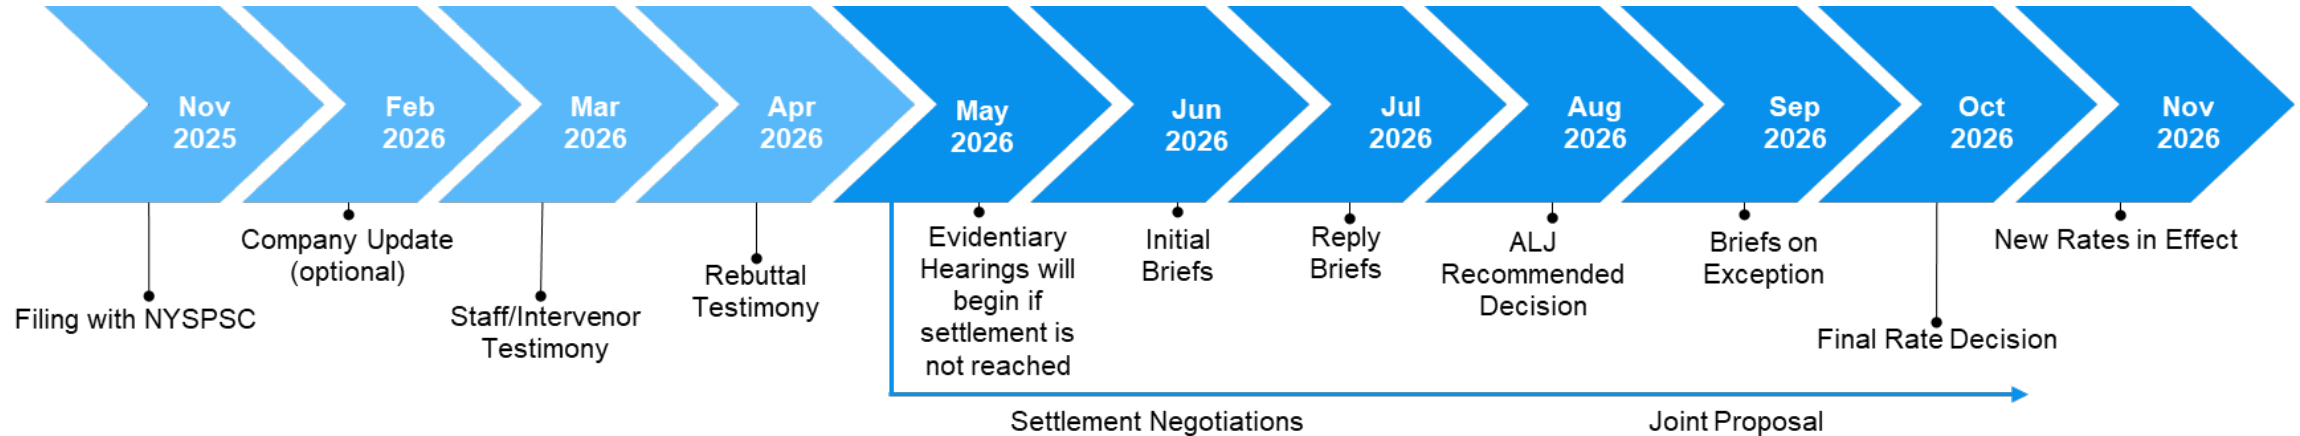 Nov
2025
Feb
2026
Mar
2026
Apr
2026
May
2026
Jun
2026
Jul
2026
Aug
2026
Sep
2026
Oct
2026
Nov
2026
Filing with NYSPSC
Company Update
(optional)
Staff/Intervenor
Testimony
Rebuttal
Testimony
Evidentiary
Hearings will
begin if
settlement is
not reached
Initial
Briefs
Reply
Briefs
ALJ
Recommended
Decision
Briefs on
Exception
Final Rate Decision
New Rates in Effect
Settlement Negotiations
Joint Proposal